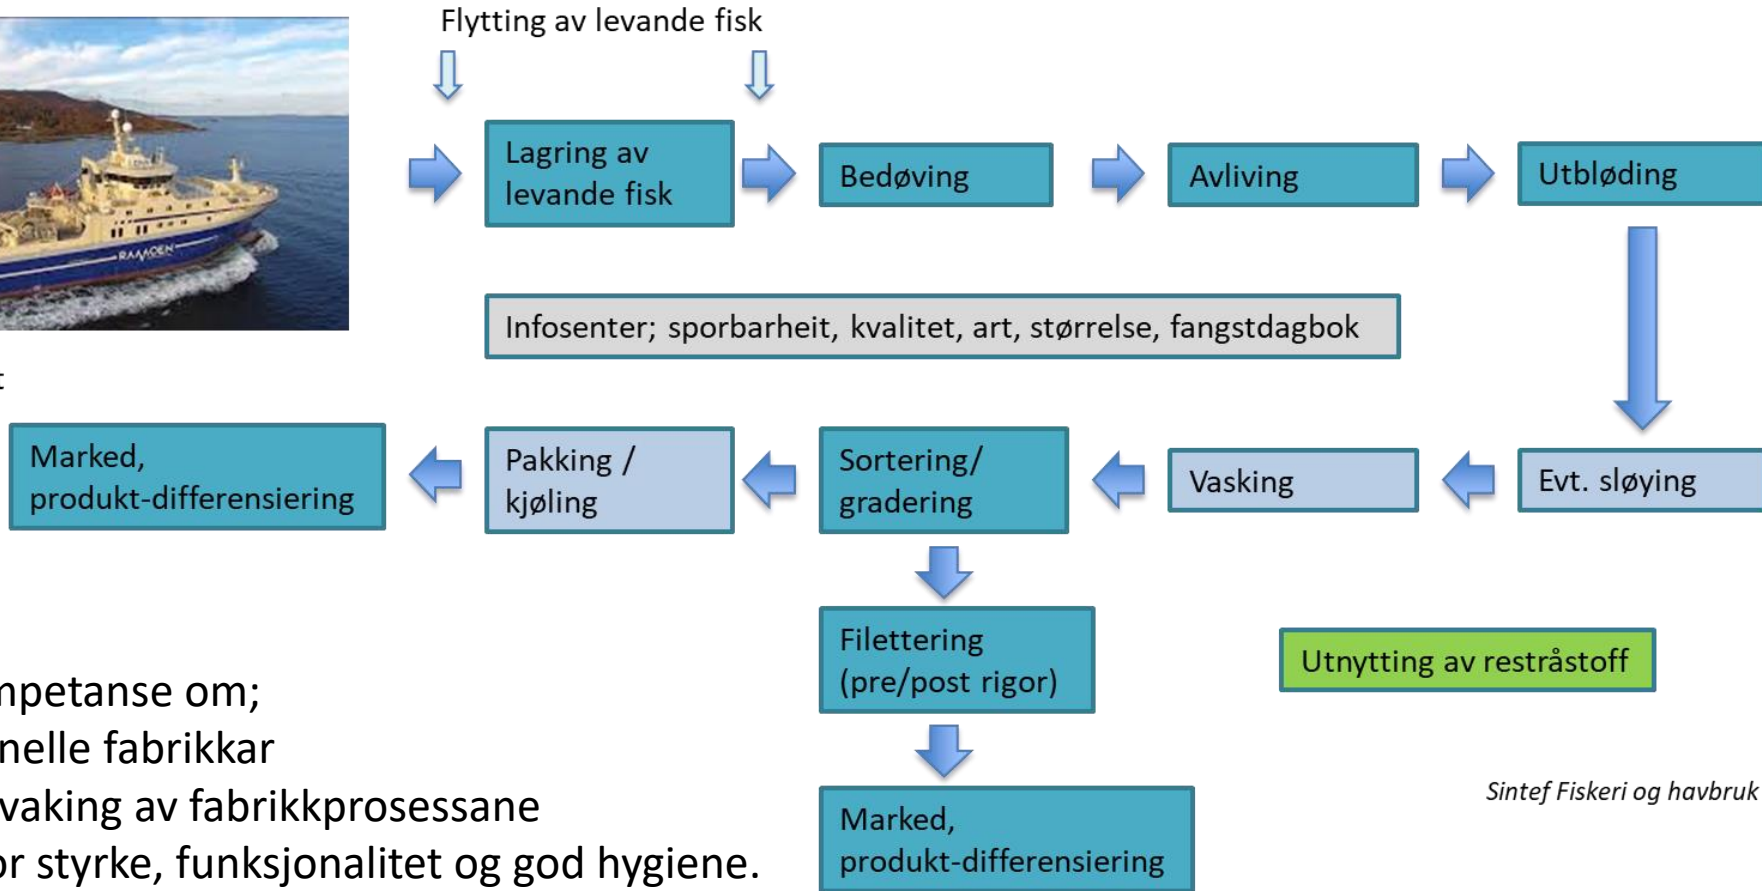 Flytting av levande fisk
RAMOEN
Lagring av
levande fisk
Bedøving
Avliving
Utbløding
Infosenter; sporbarheit, kvalitet, art, størrelse, fangstdagbok
Marked,
produkt-differensiering
Pakking /
kjøling
Sortering/
gradering
Vasking
Evt. sløying
Filettering
(pre/post rigor)
Utnytting av restråstoff
mpetanse om;
nelle fabrikkar
vaking av fabrikkprosessane
or styrke, funksjonalitet og god hygiene.
Marked,
produkt-differensiering
Sintef Fiskeri og havbruk